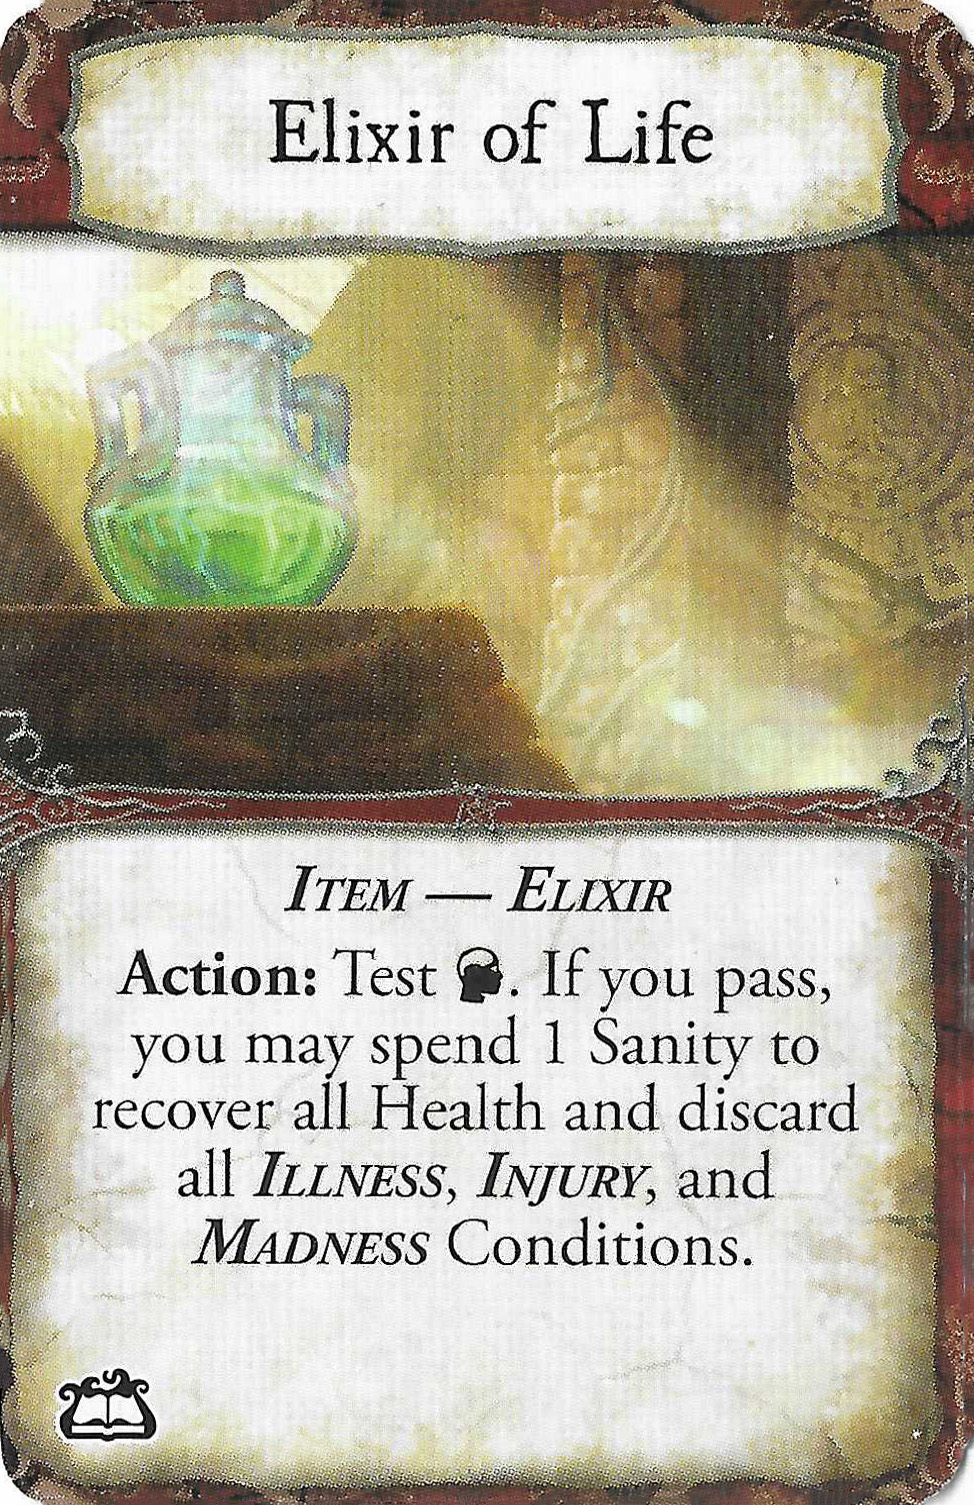 Elixir of Life
Item — Elixir
Action: Test . If you pass,
you may spend 1 Sanity to
recover all Health and discard
all Illness, Injury, and
Madness Conditions.